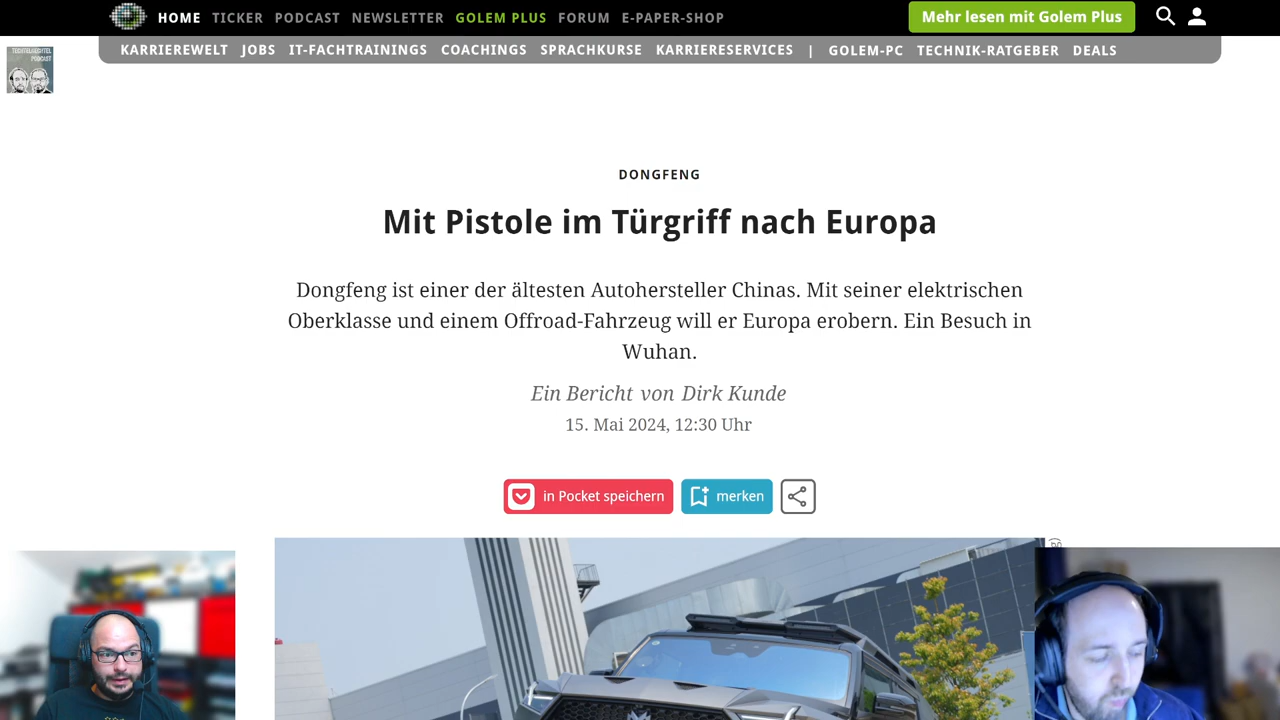 HOME TICKER PODCAST NEWSLETTER GOLEM PLUS FORUM E-PAPER-SHOP
Mehr lesen mit Golem Plus
KARRIEREWELT JOBS IT-FACHTRAININGS COACHINGS SPRACHKURSE KARRIERESERVICES | GOLEM-PC TECHNIK-RATGEBER DEALS
PODCAST
DONGFENG
Mit Pistole im Türgriff nach Europa
Dongfeng ist einer der ältesten Autohersteller Chinas. Mit seiner elektrischen
Oberklasse und einem Offroad-Fahrzeug will er Europa erobern. Ein Besuch in
Wuhan.
Ein Bericht von Dirk Kunde
15. Mai 2024, 12:30 Uhr
in Pocket speichern
merken